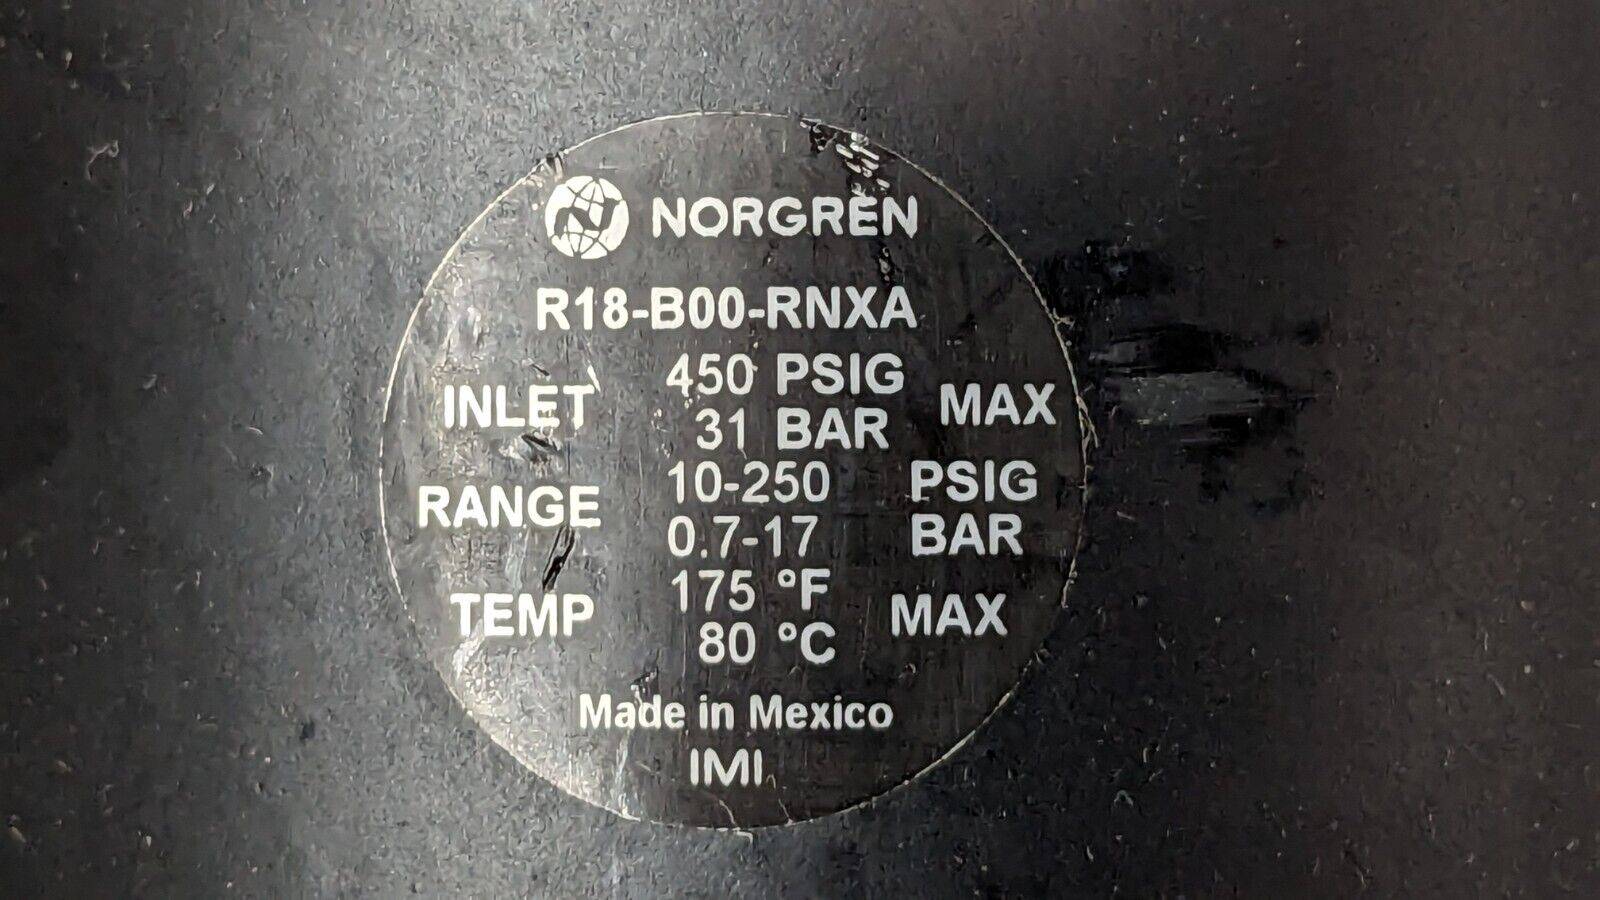 NORGREN
R18-B00-RNXA
INLET 450 PSIG MAX
31 BAR
RANGE 10-250 PSIG
0.7-17 BAR
TEMP 175 °F MAX
80 °C
Made in Mexico
IMI